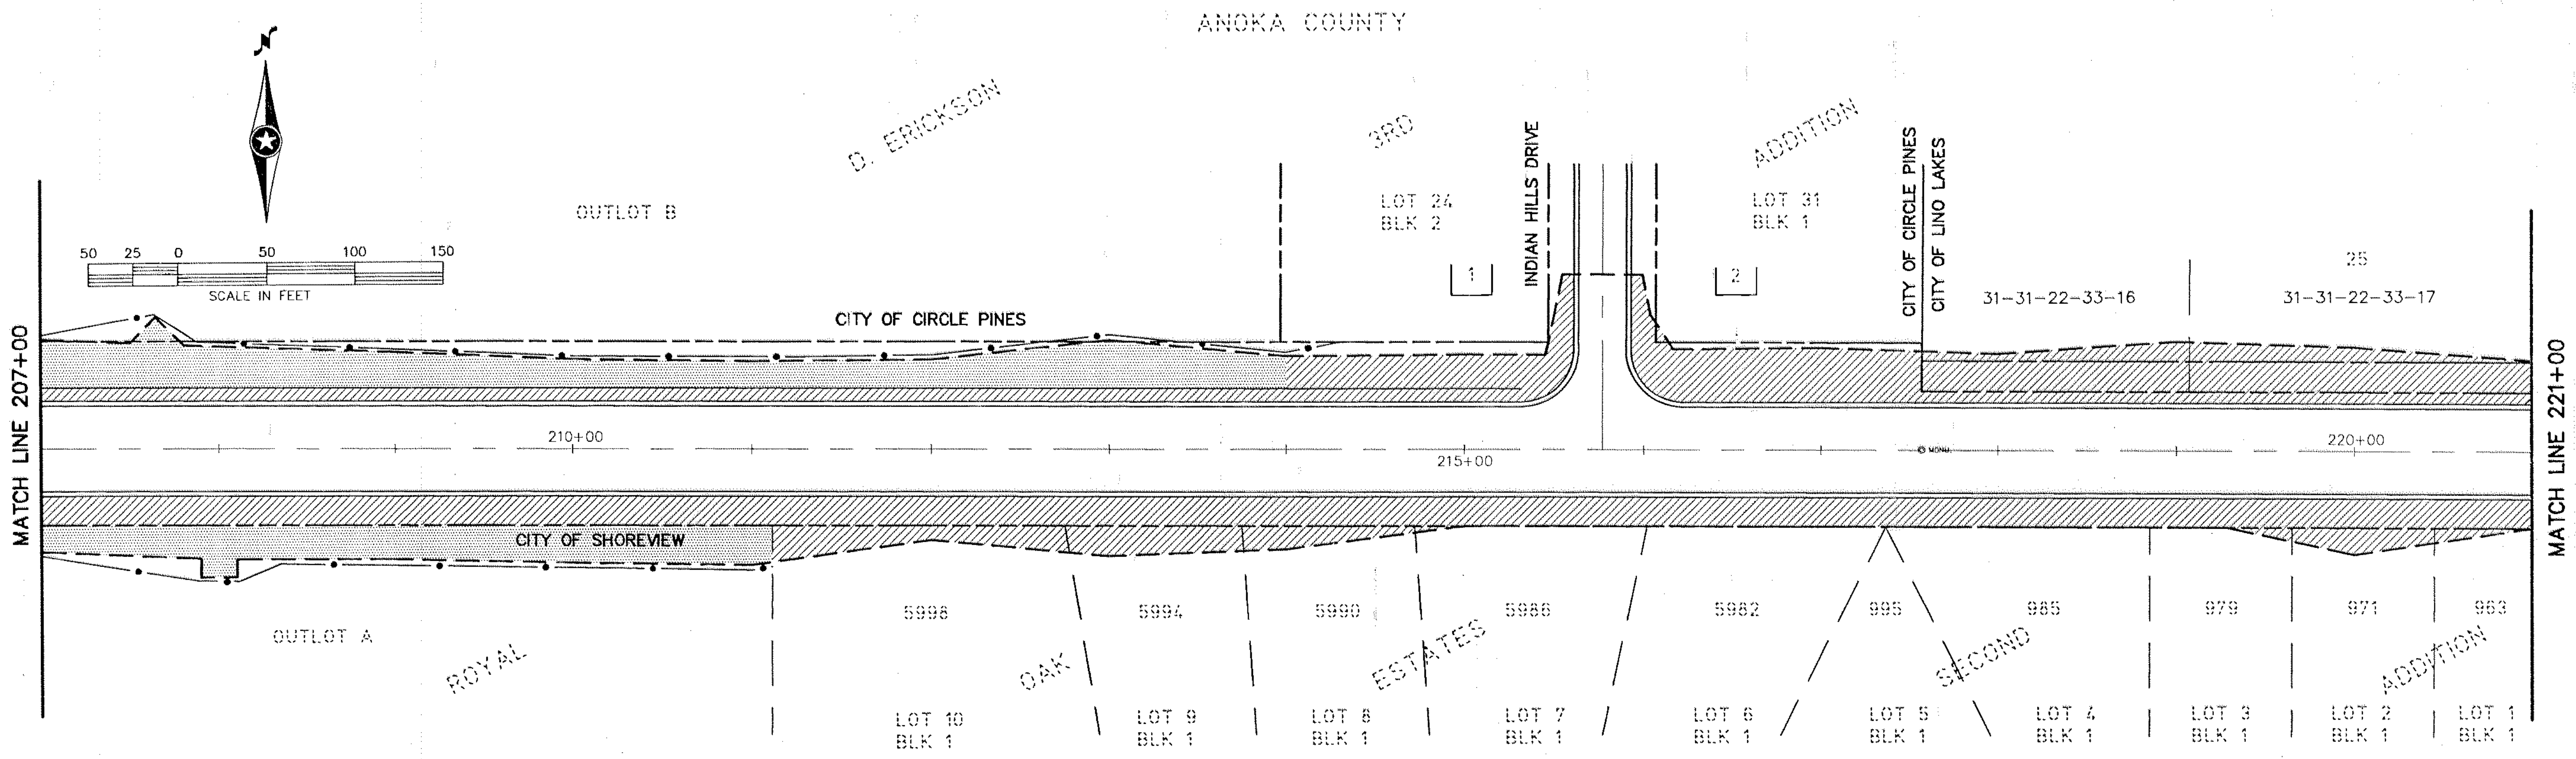 ANOKA COUNTY
N
D. ERICKSON
3RD
ADDITION
OUTLOT B
LOT 24
BLK 2
INDIAN HILLS DRIVE
LOT 31
BLK 1
CITY OF CIRCLE PINES
CITY OF LINO LAKES
50 25 0 50 100 150
SCALE IN FEET
1
2
25
31-31-22-33-16
31-31-22-33-17
CITY OF CIRCLE PINES
MATCH LINE 207+00
MATCH LINE 221+00
210+00
215+00
MONU.
220+00
CITY OF SHOREVIEW
OUTLOT A
5998
5994
5990
5986
5982
995
985
979
971
963
ROYAL
OAK
ESTATES
SECOND
ADDITION
LOT 10
BLK 1
LOT 9
BLK 1
LOT 8
BLK 1
LOT 7
BLK 1
LOT 6
BLK 1
LOT 5
BLK 1
LOT 4
BLK 1
LOT 3
BLK 1
LOT 2
BLK 1
LOT 1
BLK 1